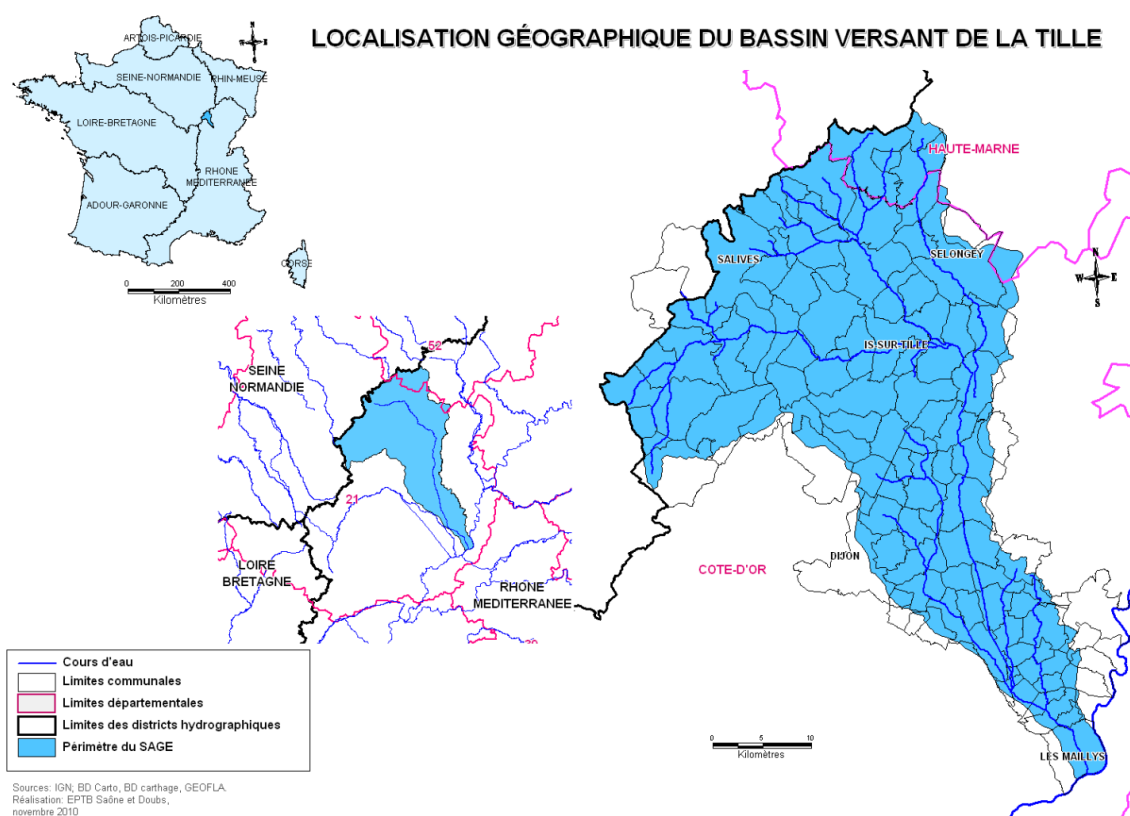 LOCALISATION GÉOGRAPHIQUE DU BASSIN VERSANT DE LA TILLE
N
W E
S
ARTOIS-PICARDIE
SEINE-NORMANDIE
RHIN-MEUSE
LOIRE-BRETAGNE
RHONE
MEDITERRANEE
ADOUR-GARONNE
CORSE
0 200 400
Kilomètres
HAUTE-MARNE
SALIVES
SELONGEY
N
W E
S
IS SUR TILLE
DIJON
COTE-D'OR
LES MAILLYS
0 5 10
Kilomètres
52
SEINE
NORMANDIE
21
LOIRE
BRETAGNE
RHONE
MEDITERRANEE
Cours d'eau
Limites communales
Limites départementales
Limites des districts hydrographiques
Périmètre du SAGE
Sources: IGN; BD Carto, BD carthage, GEOFLA.
Réalisation: EPTB Saône et Doubs,
novembre 2010